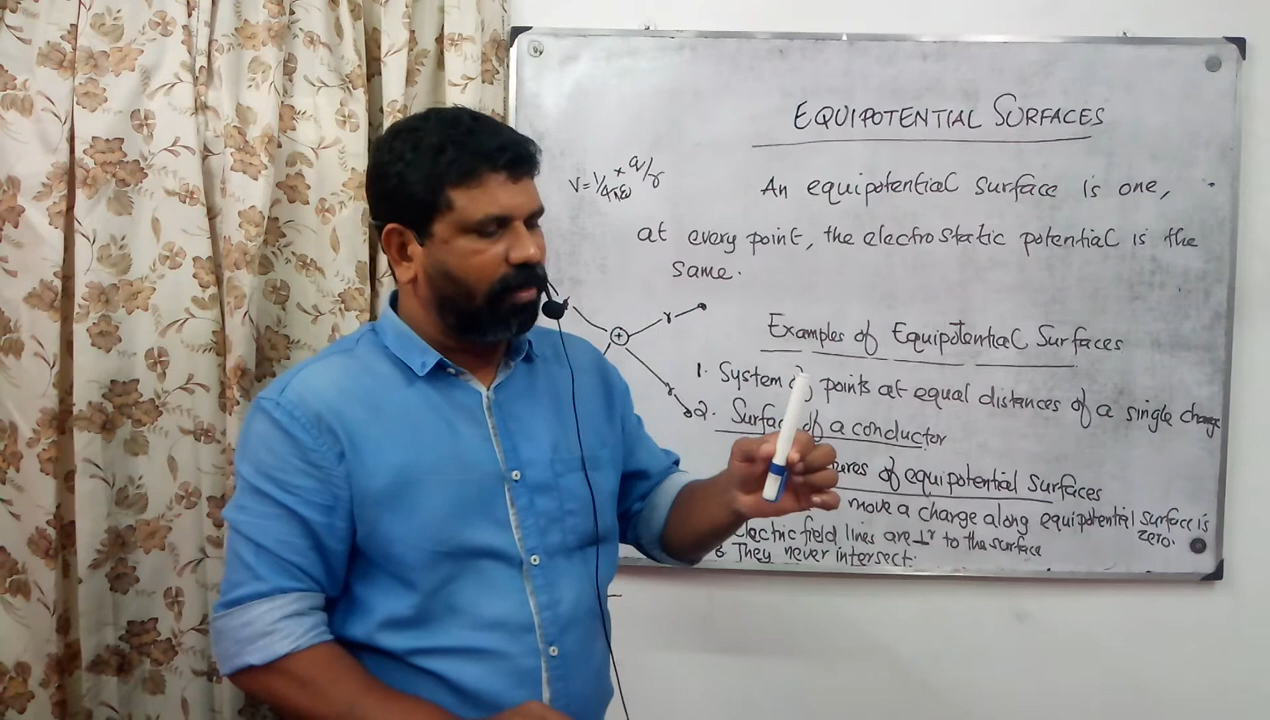 EQUIPOTENTIAL SURFACES
V = 1/4πε₀ × q/r
An equipotential surface is one,
at every point, the electrostatic potential is the
same.
+
r
r
Examples of Equipotential Surfaces
1. System of points at equal distances of a single charge
2. Surface of a conductor
of equipotential surfaces
move a charge along equipotential surface is
zero.
electric field lines are ⊥r to the surface
They never intersect.